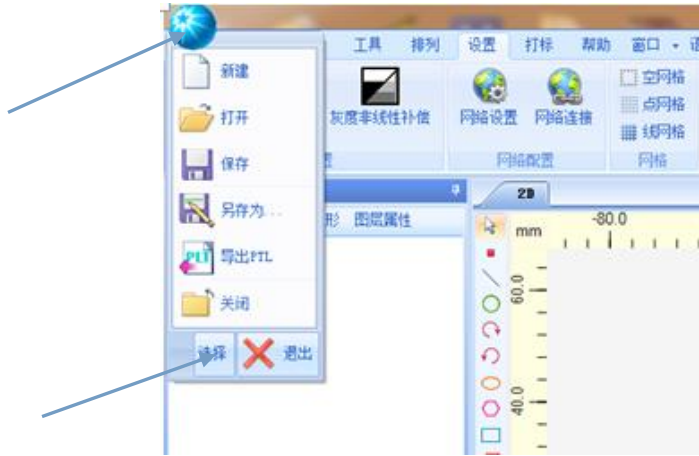 工具 排列 设置 打标 帮助 窗口
新建
打开
保存
另存为...
导出PTL
关闭
选择 退出
灰度非线性补偿
网络设置 网络连接
网络配置
空网格
点网格
线网格
网格
形 图层属性
2D
mm
-80.0
60.0
40.0
PLT